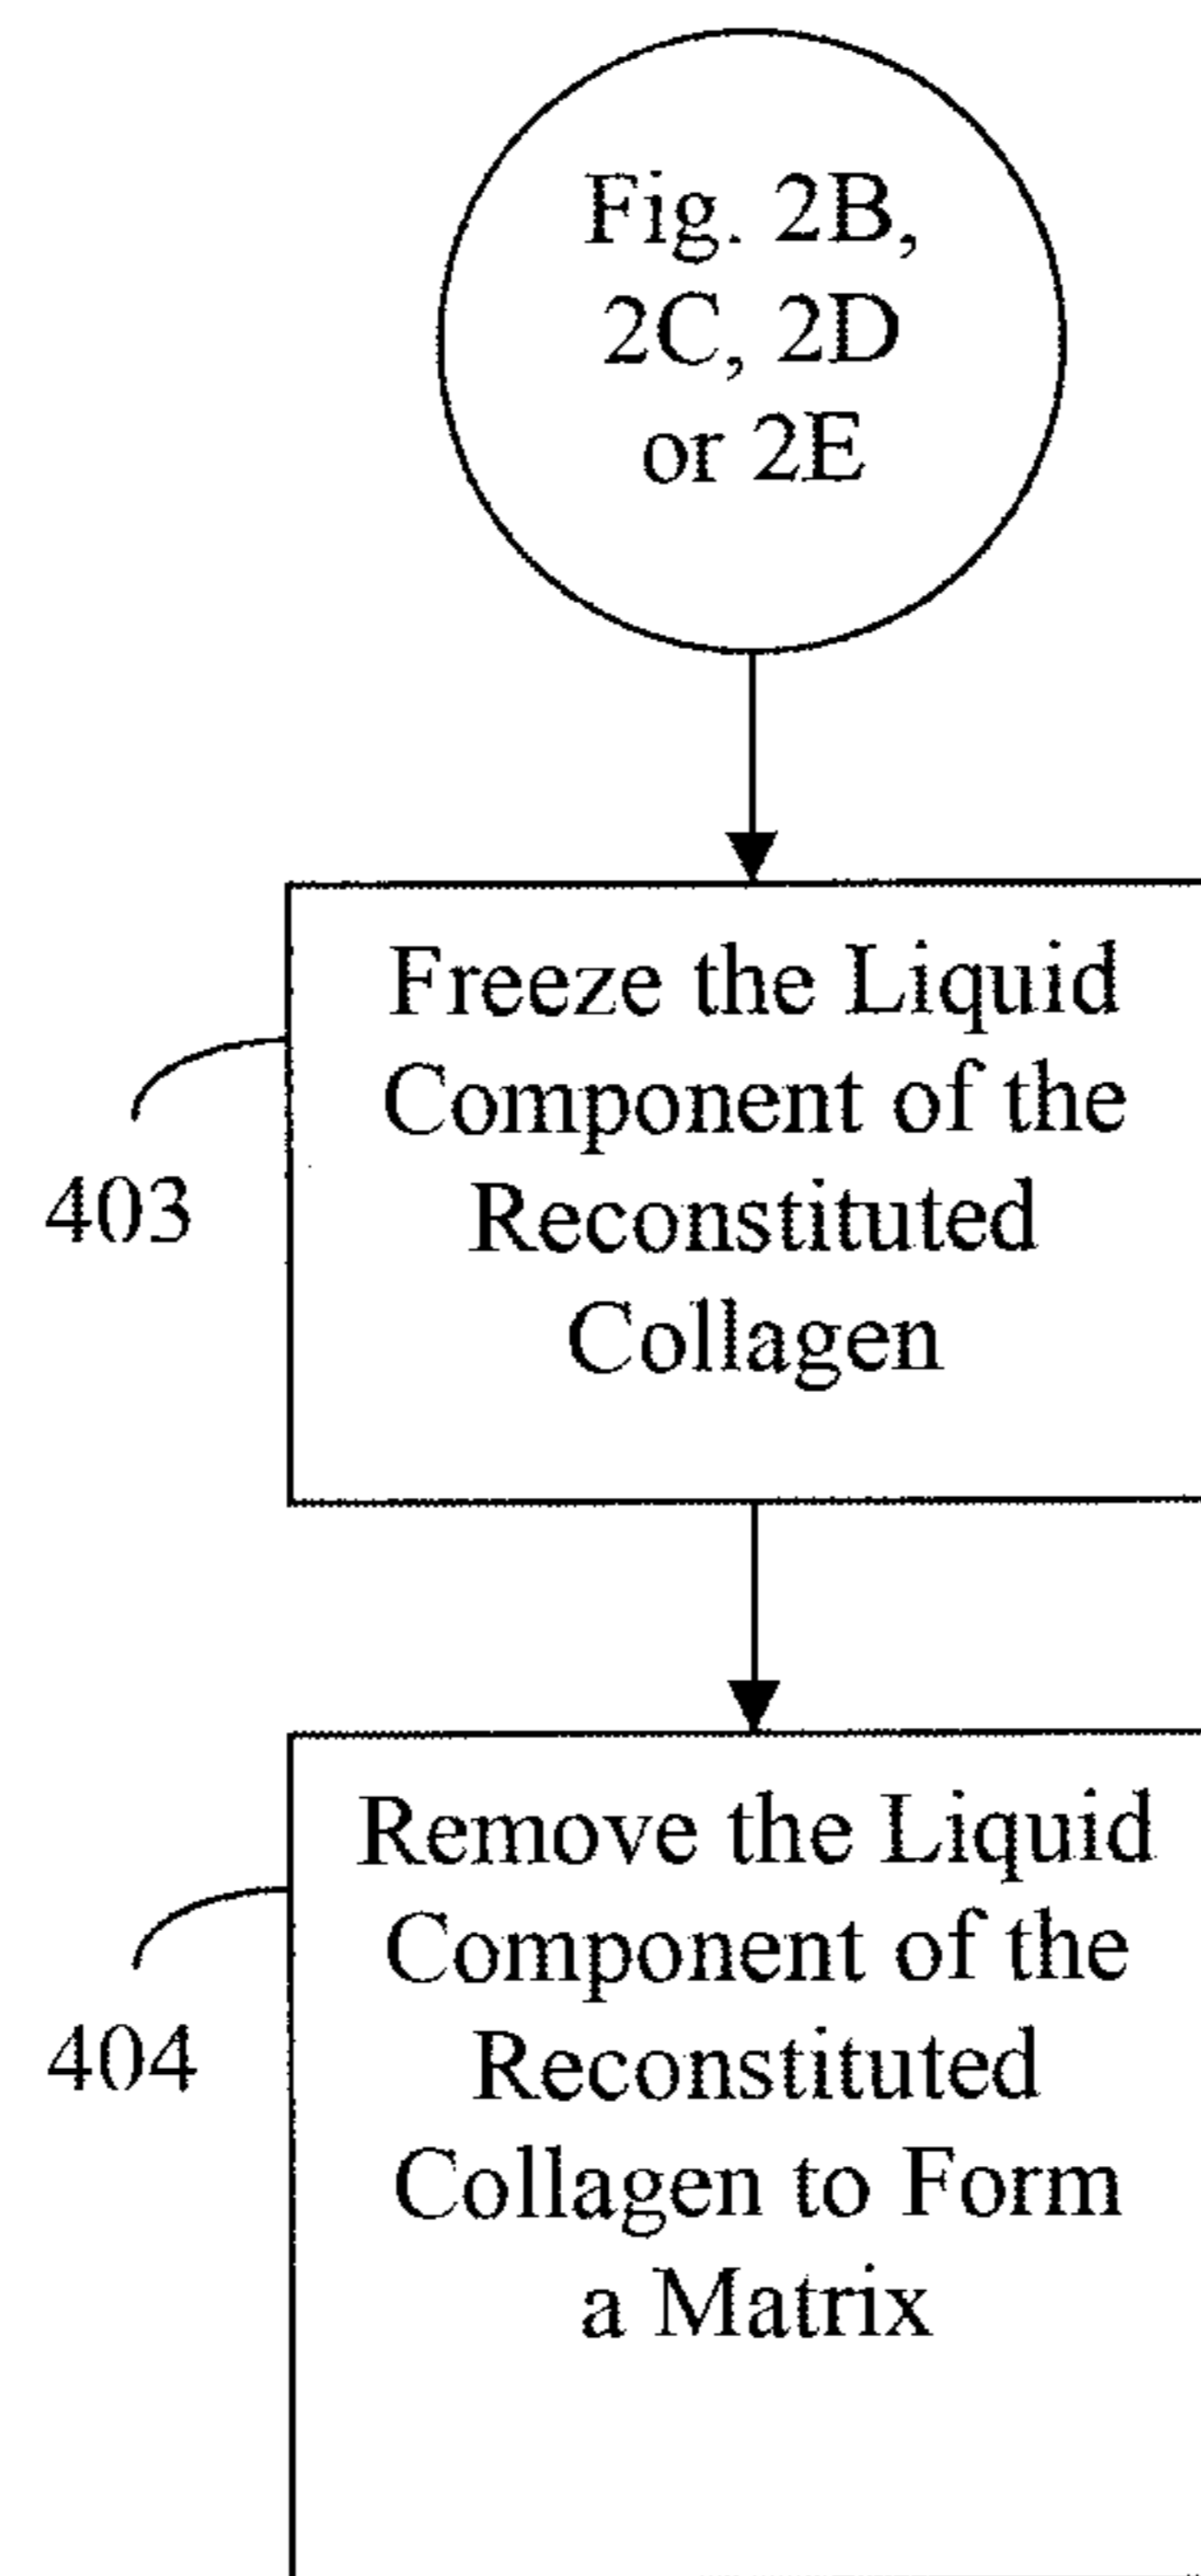 Fig. 2B,
2C, 2D
or 2E
Freeze the Liquid
Component of the
Reconstituted
Collagen
403
Remove the Liquid
Component of the
Reconstituted
Collagen to Form
a Matrix
404